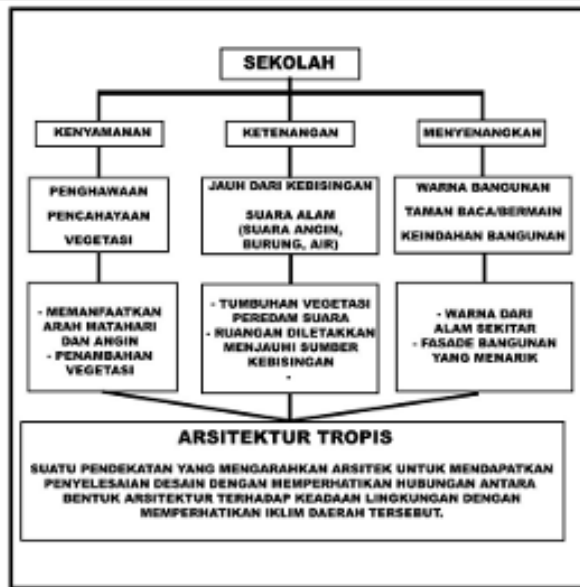 SEKOLAH
KENYAMANAN
KETENANGAN
MENYENANGKAN
PENGHAWAAN
PENCAHAYAAN
VEGETASI
JAUH DARI KEBISINGAN
SUARA ALAM
(SUARA ANGIN,
BURUNG, AIR)
WARNA BANGUNAN
TAMAN BACA/BERMAIN
KEINDAHAN BANGUNAN
- MEMANFAATKAN
ARAH MATAHARI
DAN ANGIN
- PENAMBAHAN
VEGETASI
- TUMBUHAN VEGETASI
PEREDAM SUARA
- RUANGAN DILETAKKAN
MENJAUHI SUMBER
KEBISINGAN
-
- WARNA DARI
ALAM SEKITAR
- FASADE BANGUNAN
YANG MENARIK
ARSITEKTUR TROPIS
SUATU PENDEKATAN YANG MENGARAHKAN ARSITEK UNTUK MENDAPATKAN
PENYELESAIAN DESAIN DENGAN MEMPERHATIKAN HUBUNGAN ANTARA
BENTUK ARSITEKTUR TERHADAP KEADAAN LINGKUNGAN DENGAN
MEMPERHATIKAN IKLIM DAERAH TERSEBUT.